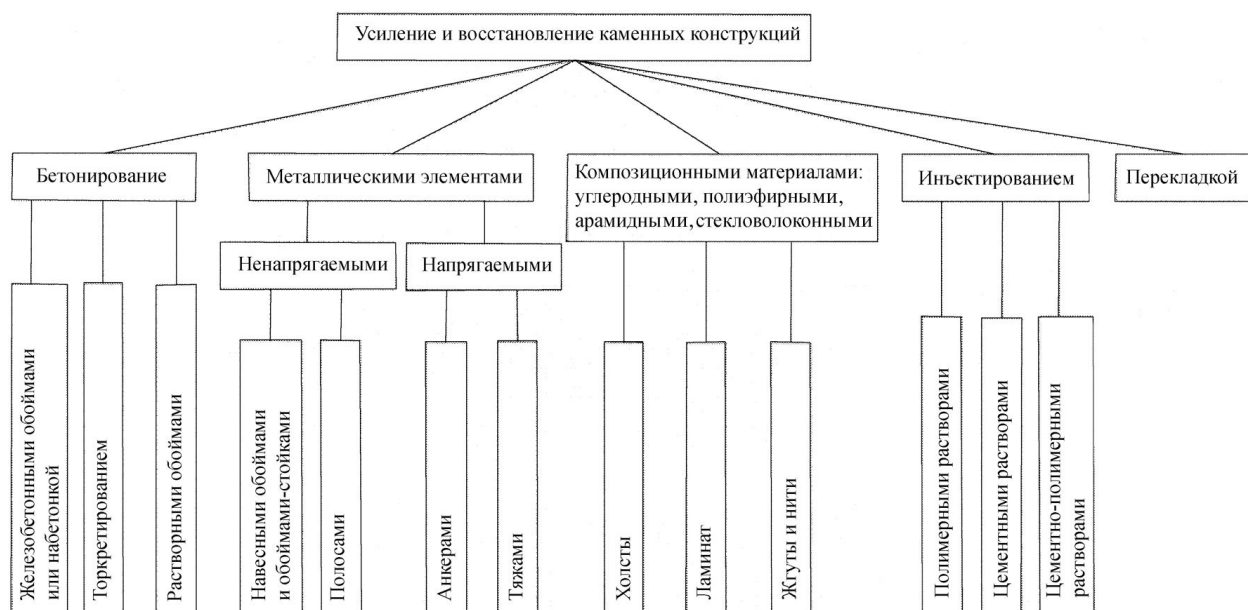 Усиление и восстановление каменных конструкций
Бетонирование
Металлическими элементами
Композиционными материалами:
углеродными, полиэфирными,
арамидными, стекловолоконными
Инъектированием
Перекладкой
Ненапрягаемыми
Напрягаемыми
Железобетонными обоймами
или набетонкой
Торкретированием
Растворными обоймами
Навесными обоймами
и обоймами-стойками
Полосами
Анкерами
Тяжами
Холсты
Ламинат
Жгуты и нити
Полимерными растворами
Цементными растворами
Цементно-полимерными
растворами